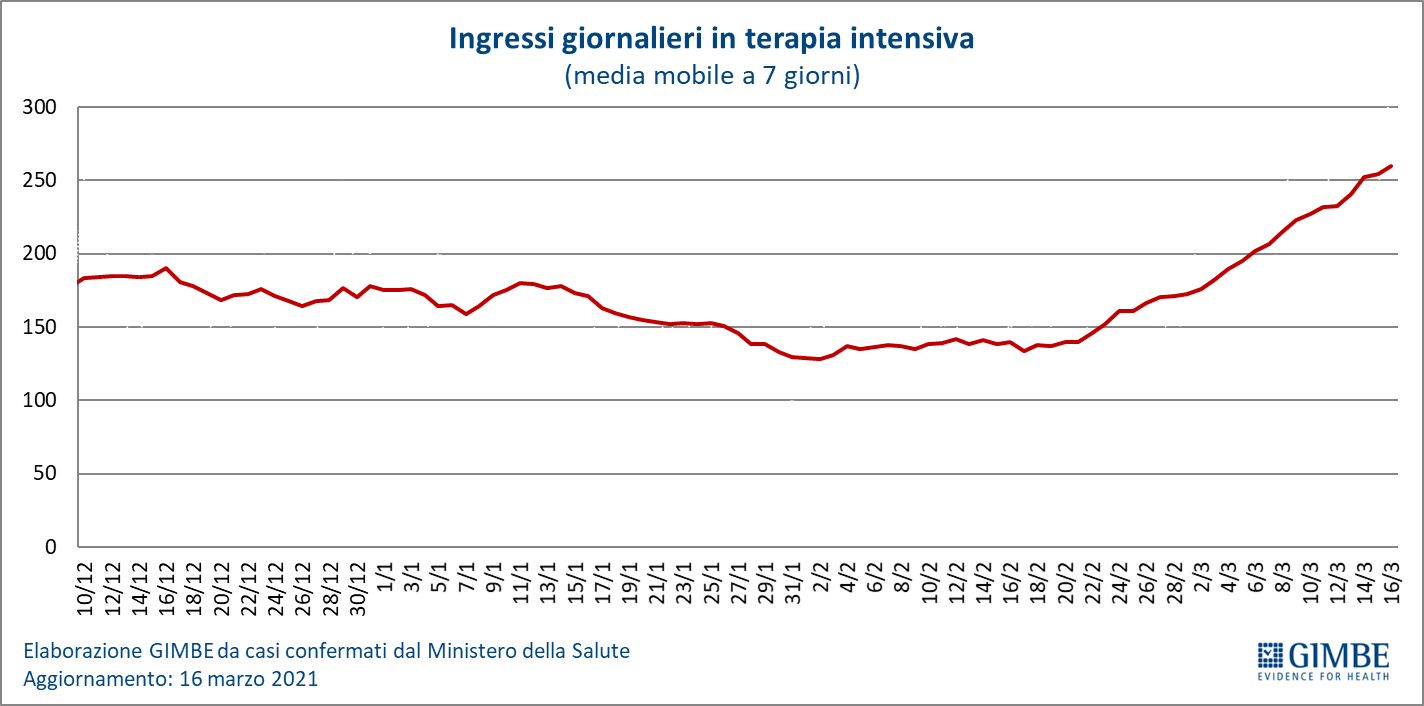 Ingressi giornalieri in terapia intensiva
(media mobile a 7 giorni)
300
250
200
150
100
50
0
10/12 12/12 14/12 16/12 18/12 20/12 22/12 24/12 26/12 28/12 30/12 1/1 3/1 5/1 7/1 9/1 11/1 13/1 15/1 17/1 19/1 21/1 23/1 25/1 27/1 29/1 31/1 2/2 4/2 6/2 8/2 10/2 12/2 14/2 16/2 18/2 20/2 22/2 24/2 26/2 28/2 2/3 4/3 6/3 8/3 10/3 12/3 14/3 16/3
Elaborazione GIMBE da casi confermati dal Ministero della Salute
Aggiornamento: 16 marzo 2021
GIMBE
EVIDENCE FOR HEALTH